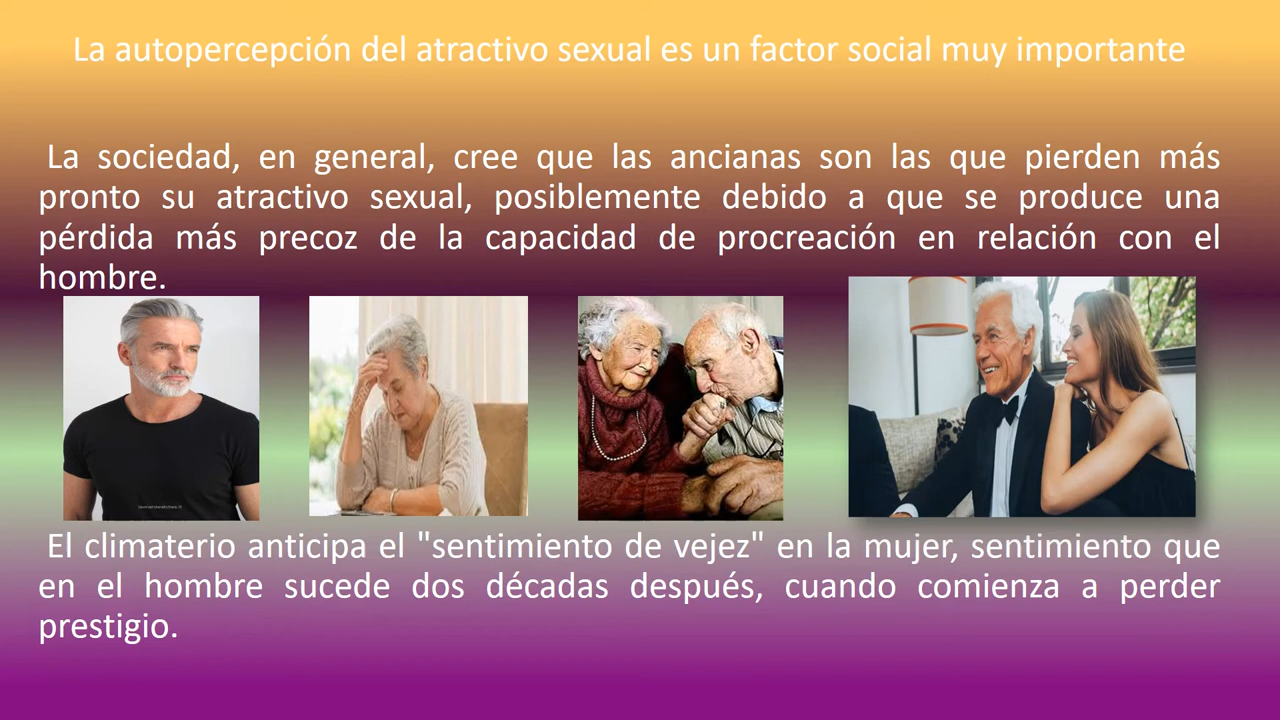 La autopercepción del atractivo sexual es un factor social muy importante
La sociedad, en general, cree que las ancianas son las que pierden más
pronto su atractivo sexual, posiblemente debido a que se produce una
pérdida más precoz de la capacidad de procreación en relación con el
hombre.
El climaterio anticipa el "sentimiento de vejez" en la mujer, sentimiento que
en el hombre sucede dos décadas después, cuando comienza a perder
prestigio.